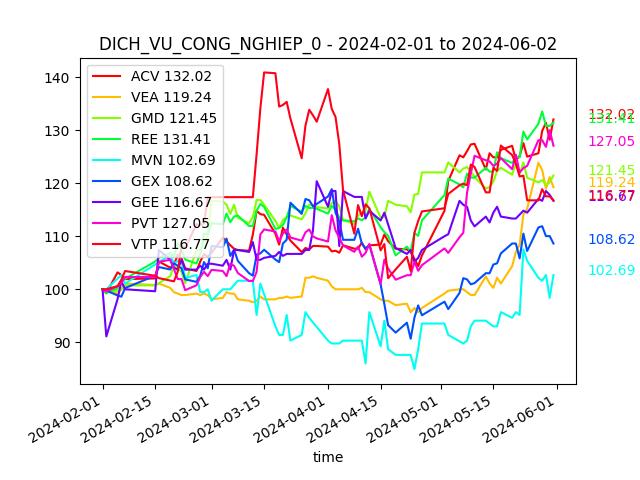 DICH_VU_CONG_NGHIEP_0 - 2024-02-01 to 2024-06-02
140
130
120
110
100
90
ACV 132.02
VEA 119.24
GMD 121.45
REE 131.41
MVN 102.69
GEX 108.62
GEE 116.67
PVT 127.05
VTP 116.77
132.02
131.41
127.05
121.45
119.24
116.67
116.77
108.62
102.69
2024-02-01
2024-02-15
2024-03-01
2024-03-15
2024-04-01
2024-04-15
2024-05-01
2024-05-15
2024-06-01
time